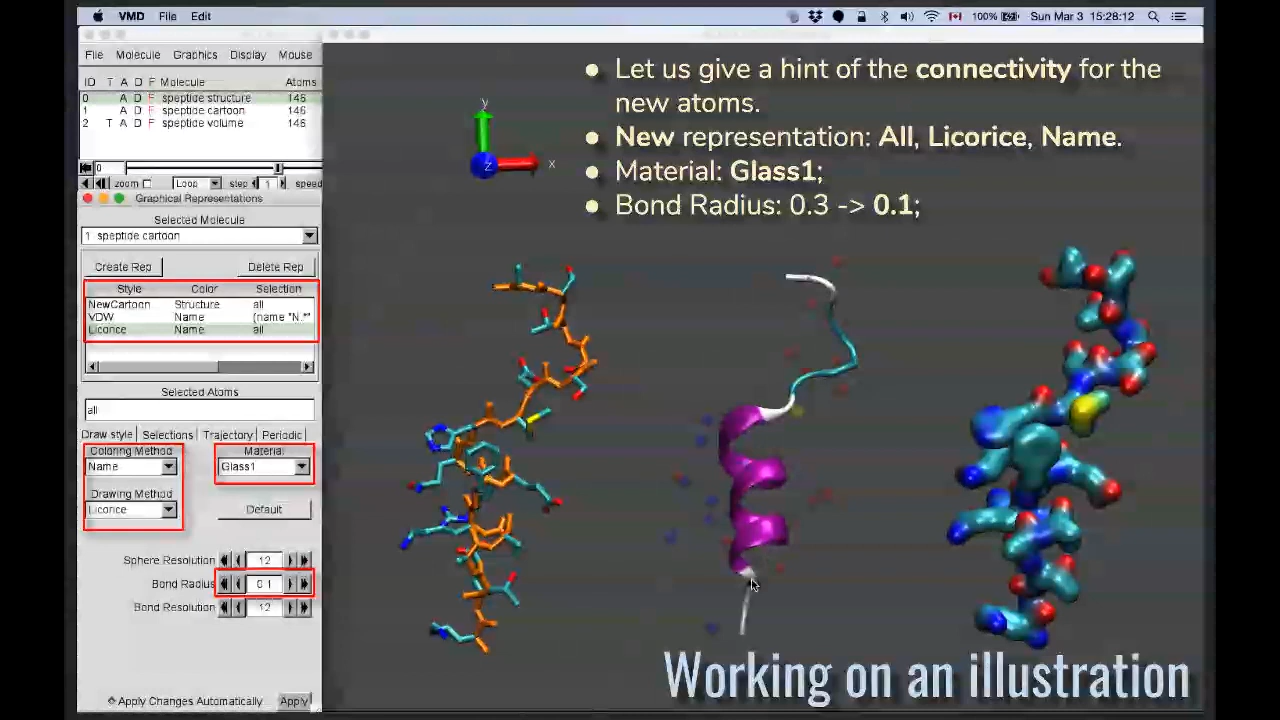 VMD File Edit 100% Sun Mar 3 15:28:12
File Molecule Graphics Display Mouse
ID T A D F Molecule Atoms
0 A D F speptide structure 146
1 A D F speptide cartoon 146
2 T A D F speptide volume 146
0
zoom Loop step 1 speed
Graphical Representations
Selected Molecule
1 speptide cartoon
Create Rep Delete Rep
Style Color Selection
NewCartoon Structure all
VDW Name (name "N.*"
Licorice Name all
Selected Atoms
all
Draw style Selections Trajectory Periodic
Coloring Method Material
Name Glass1
Drawing Method
Licorice Default
Sphere Resolution 12
Bond Radius 0.1
Bond Resolution 12
Apply Changes Automatically Apply
• Let us give a hint of the connectivity for the
new atoms.
• New representation: All, Licorice, Name.
• Material: Glass1;
• Bond Radius: 0.3 -> 0.1;
y
Z x
Working on an illustration